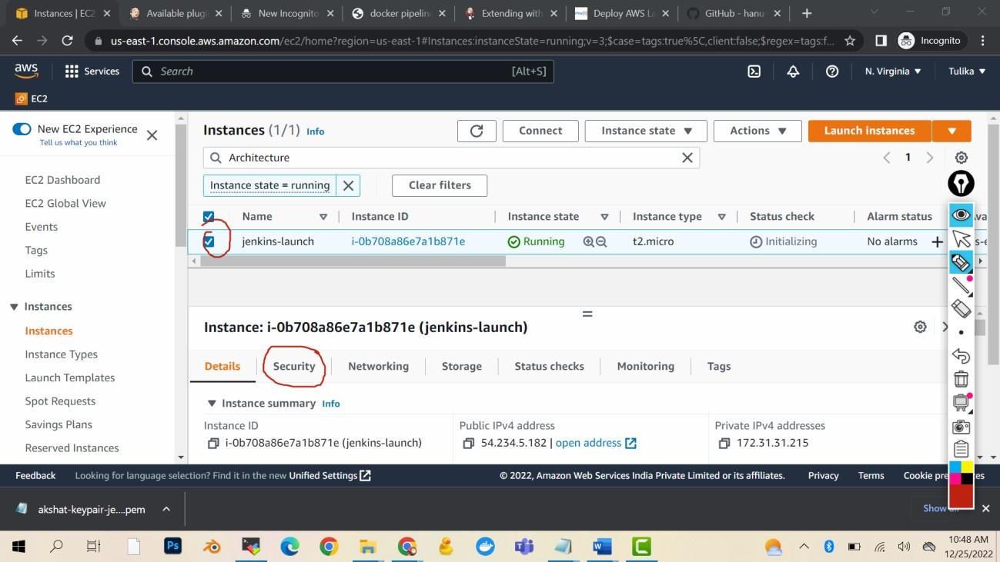 Instances | EC2
Available plugi
New Incognito
docker pipelin
Extending with
Deploy AWS La
GitHub - hanu
us-east-1.console.aws.amazon.com/ec2/home?region=us-east-1#Instances:instanceState=running;v=3;$case=tags:true%5C,client:false;$regex=tags:f...
Incognito
aws
Services
Search
[Alt+S]
N. Virginia
Tulika
EC2
New EC2 Experience
Tell us what you think
EC2 Dashboard
EC2 Global View
Events
Tags
Limits
Instances
Instances
Instance Types
Launch Templates
Spot Requests
Savings Plans
Reserved Instances
Instances (1/1) Info
Connect
Instance state
Actions
Launch instances
Architecture
1
Instance state = running
Clear filters
Name
Instance ID
Instance state
Instance type
Status check
Alarm status
jenkins-launch
i-0b708a86e7a1b871e
Running
t2.micro
Initializing
No alarms
Instance: i-0b708a86e7a1b871e (jenkins-launch)
Details
Security
Networking
Storage
Status checks
Monitoring
Tags
Instance summary Info
Instance ID
i-0b708a86e7a1b871e (jenkins-launch)
Public IPv4 address
54.234.5.182 | open address
Private IPv4 addresses
172.31.31.215
Feedback
Looking for language selection? Find it in the new Unified Settings
© 2022, Amazon Web Services India Private Limited or its affiliates.
Privacy
Terms
Cookie
akshat-keypair-je....pem
Show
10:48 AM
12/25/2022